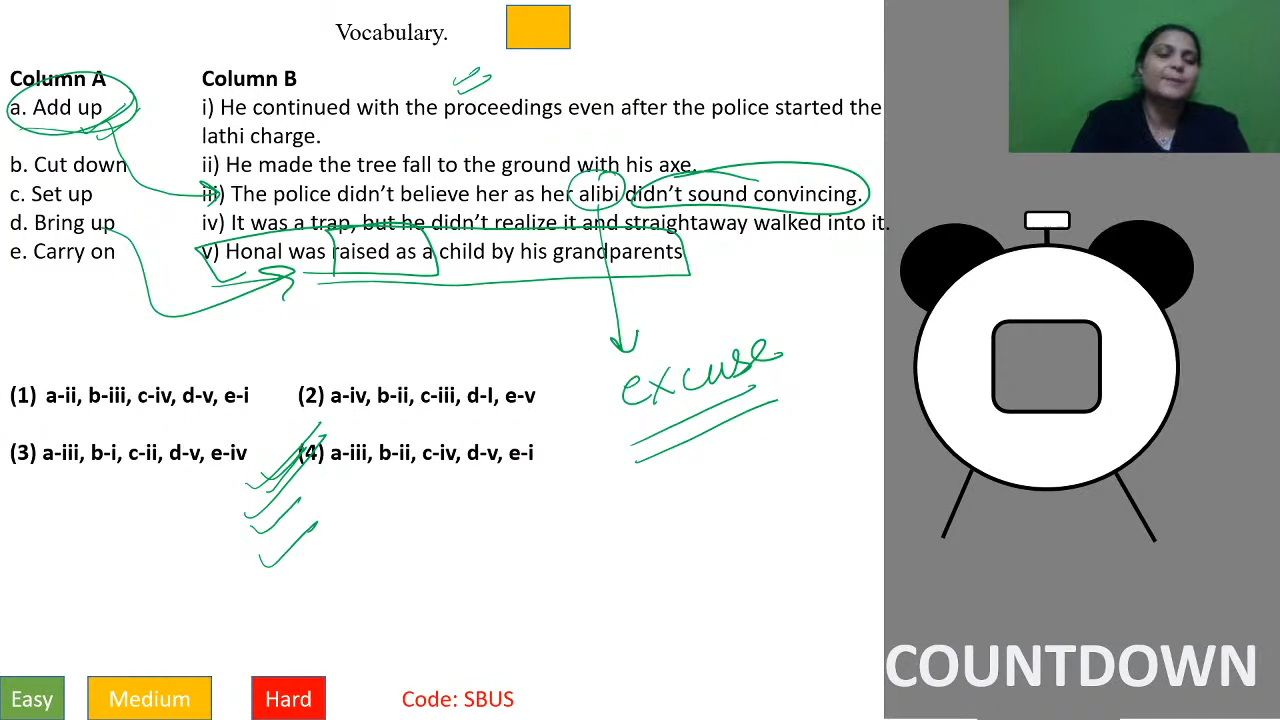 Vocabulary.
Column A Column B
a. Add up i) He continued with the proceedings even after the police started the
lathi charge.
b. Cut down ii) He made the tree fall to the ground with his axe.
c. Set up iii) The police didn't believe her as her alibi didn't sound convincing.
d. Bring up iv) It was a trap, but he didn't realize it and straightaway walked into it.
e. Carry on v) Honal was raised as a child by his grandparents
excuse
(1) a-ii, b-iii, c-iv, d-v, e-i (2) a-iv, b-ii, c-iii, d-I, e-v
(3) a-iii, b-i, c-ii, d-v, e-iv (4) a-iii, b-ii, c-iv, d-v, e-i
COUNTDOWN
Easy Medium Hard Code: SBUS